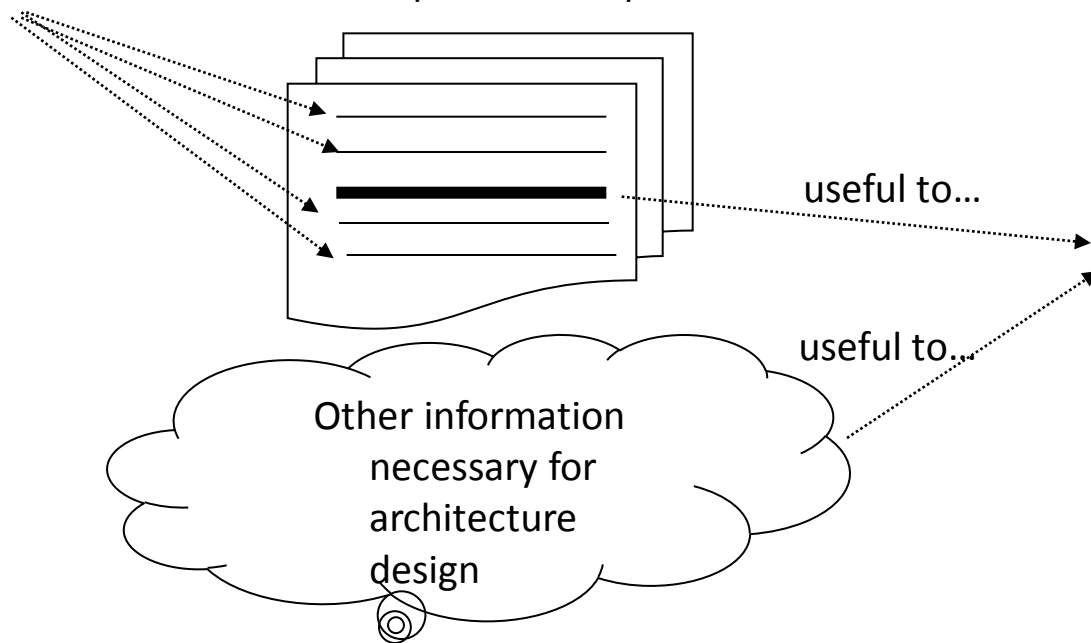 useful to...
useful to...
Other information
necessary for
architecture
design